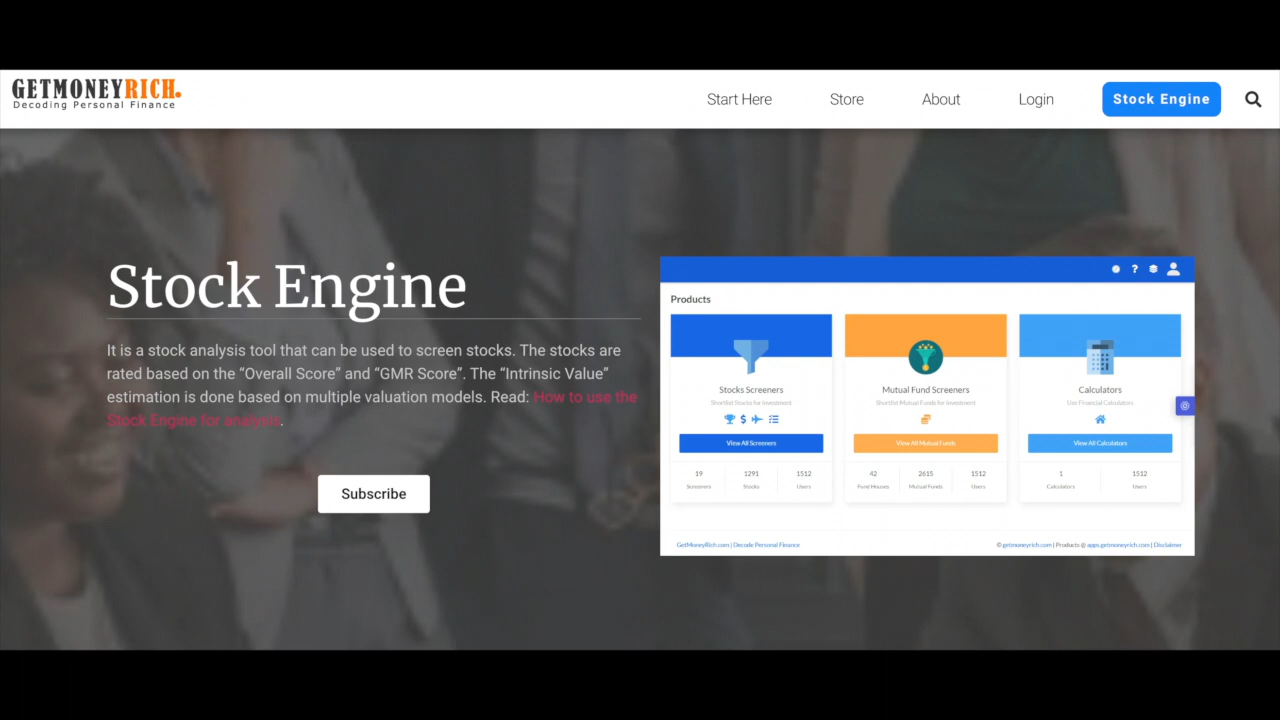 GETMONEYRICH.
Decoding Personal Finance
Start Here
Store
About
Login
Stock Engine
Stock Engine
It is a stock analysis tool that can be used to screen stocks. The stocks are
rated based on the “Overall Score” and “GMR Score”. The “Intrinsic Value”
estimation is done based on multiple valuation models. Read: How to use the
Stock Engine for analysis.
Subscribe
Products
Stocks Screeners
Shortlist Stocks for Investment
View All Screeners
19 1291 1512
Screeners Stocks Users
Mutual Fund Screeners
Shortlist Mutual Funds for Investment
View All Mutual Funds
42 2615 1512
Fund Houses Mutual Funds Users
Calculators
Use Financial Calculators
View All Calculators
1 1512
Calculators Users
GetMoneyRich.com | Decode Personal Finance
© getmoneyrich.com | Products @ apps.getmoneyrich.com | Disclaimer